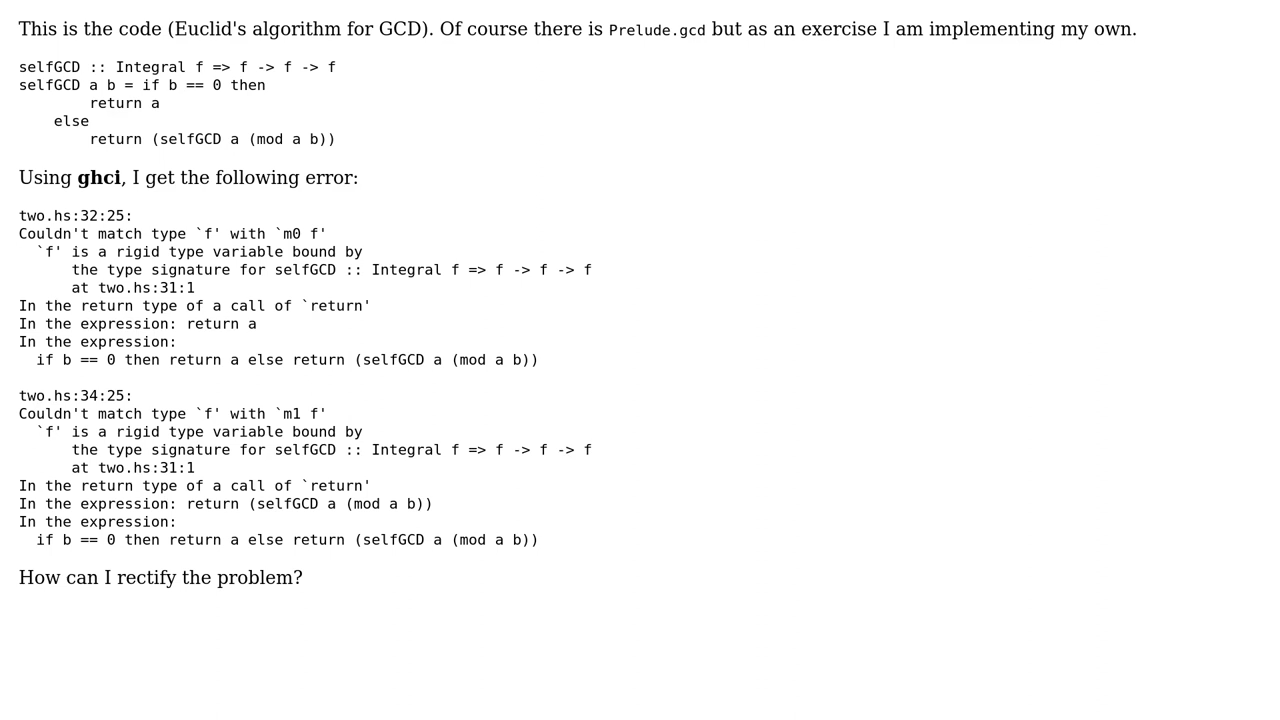 This is the code (Euclid's algorithm for GCD). Of course there is Prelude.gcd but as an exercise I am implementing my own.
selfGCD :: Integral f => f -> f -> f
selfGCD a b = if b == 0 then
        return a
    else
        return (selfGCD a (mod a b))
Using ghci, I get the following error:
two.hs:32:25:
Couldn't match type `f' with `m0 f'
  `f' is a rigid type variable bound by
      the type signature for selfGCD :: Integral f => f -> f -> f
      at two.hs:31:1
In the return type of a call of `return'
In the expression: return a
In the expression:
  if b == 0 then return a else return (selfGCD a (mod a b))
two.hs:34:25:
Couldn't match type `f' with `m1 f'
  `f' is a rigid type variable bound by
      the type signature for selfGCD :: Integral f => f -> f -> f
      at two.hs:31:1
In the return type of a call of `return'
In the expression: return (selfGCD a (mod a b))
In the expression:
  if b == 0 then return a else return (selfGCD a (mod a b))
How can I rectify the problem?